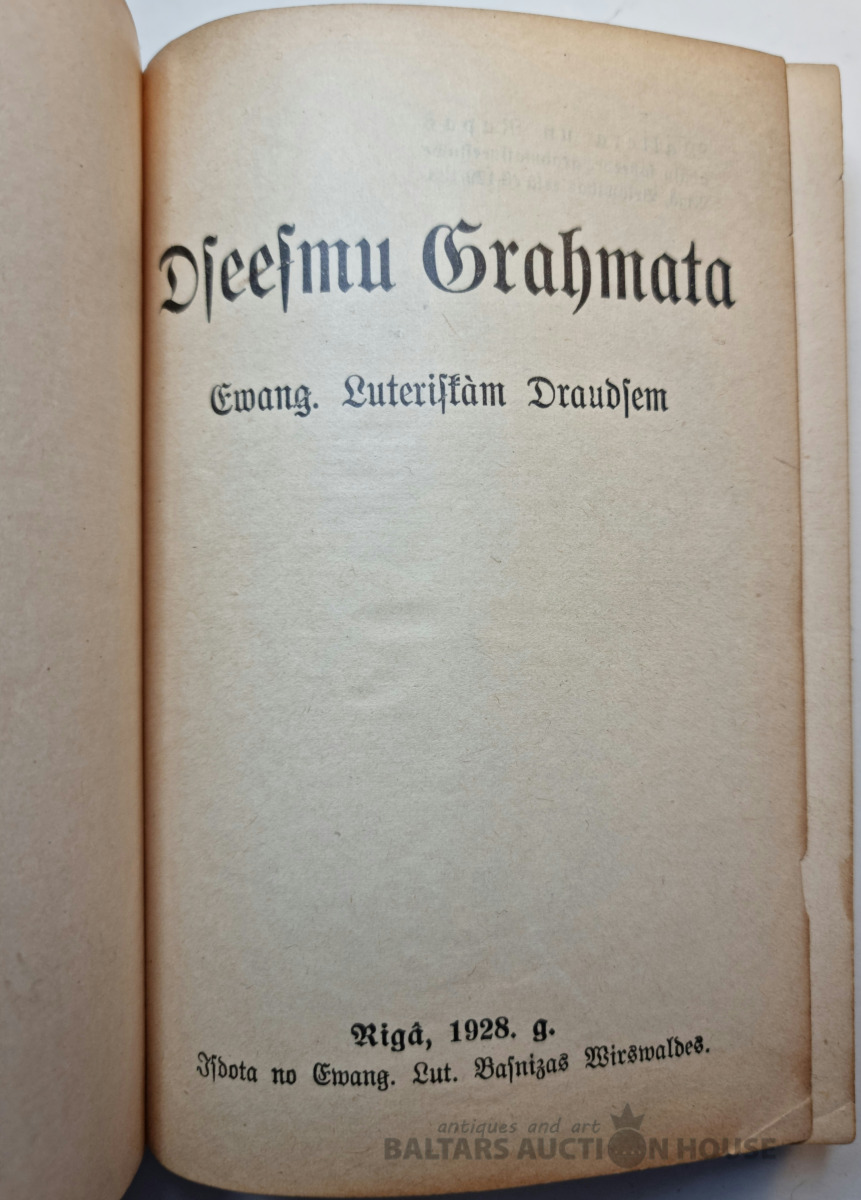 Dſeeſmu Grahmata
Ewang. Luteriſkàm Draudſem
Rigâ, 1928. g.
Iſdota no Ewang. Lut. Baſnizas Wirswaldes.
antiques and art
BALTARS AUCTION HOUSE